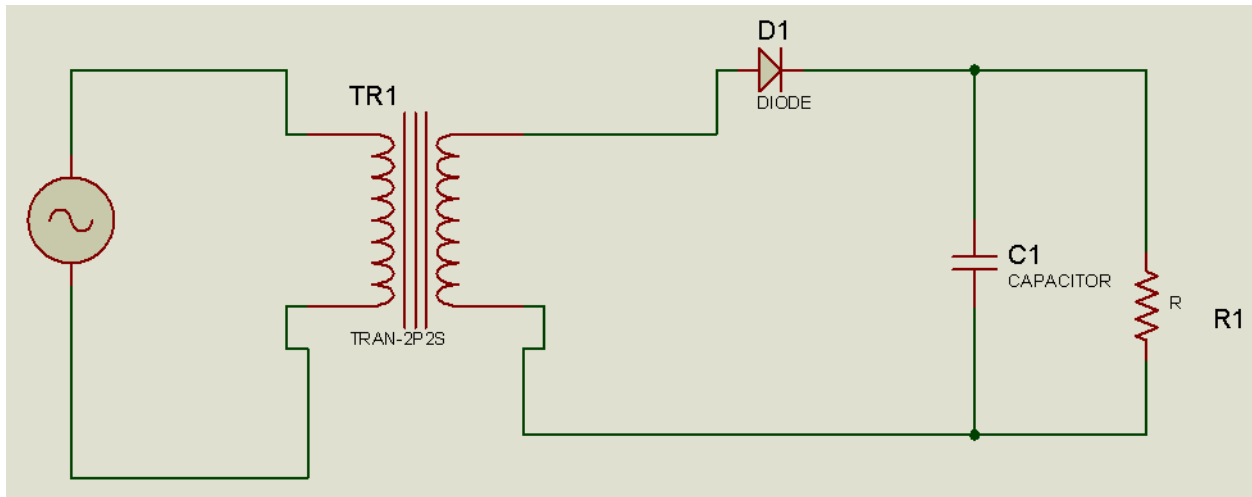 D1
DIODE
TR1
TRAN-2P2S
C1
CAPACITOR
R
R1